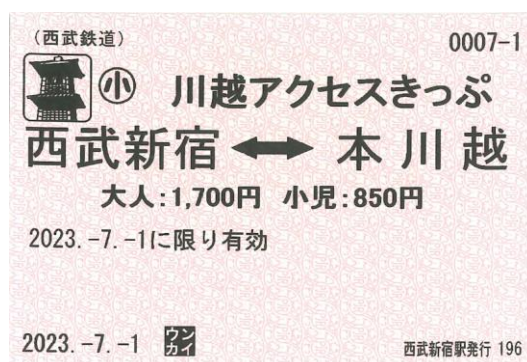 (西武鉄道)
0007-1
小 川越アクセスきっぷ
西武新宿 ↔ 本川越
大人:1,700円 小児:850円
2023.-7.-1に限り有効
2023.-7.-1 ウンカイ
西武新宿駅発行 196